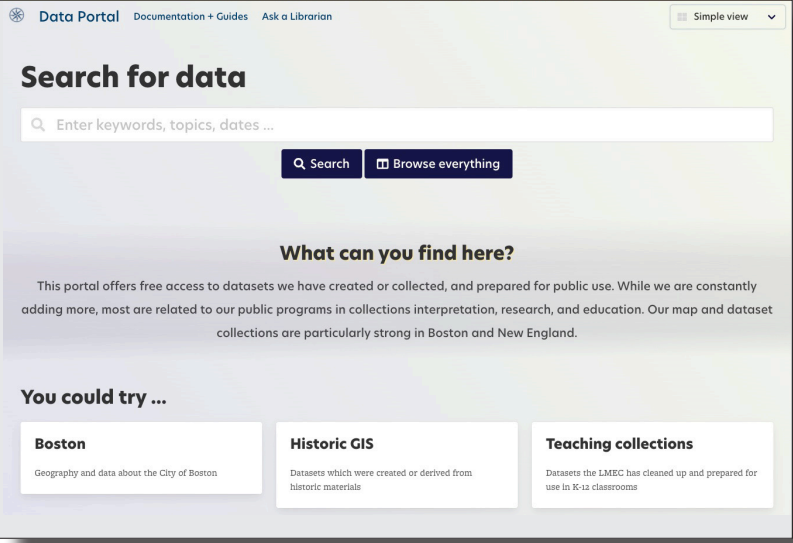 Data Portal Documentation + Guides Ask a Librarian Simple view
Search for data
Enter keywords, topics, dates ...
Search Browse everything
What can you find here?
This portal offers free access to datasets we have created or collected, and prepared for public use. While we are constantly
adding more, most are related to our public programs in collections interpretation, research, and education. Our map and dataset
collections are particularly strong in Boston and New England.
You could try ...
Boston
Geography and data about the City of Boston
Historic GIS
Datasets which were created or derived from
historic materials
Teaching collections
Datasets the LMEC has cleaned up and prepared for
use in K-12 classrooms